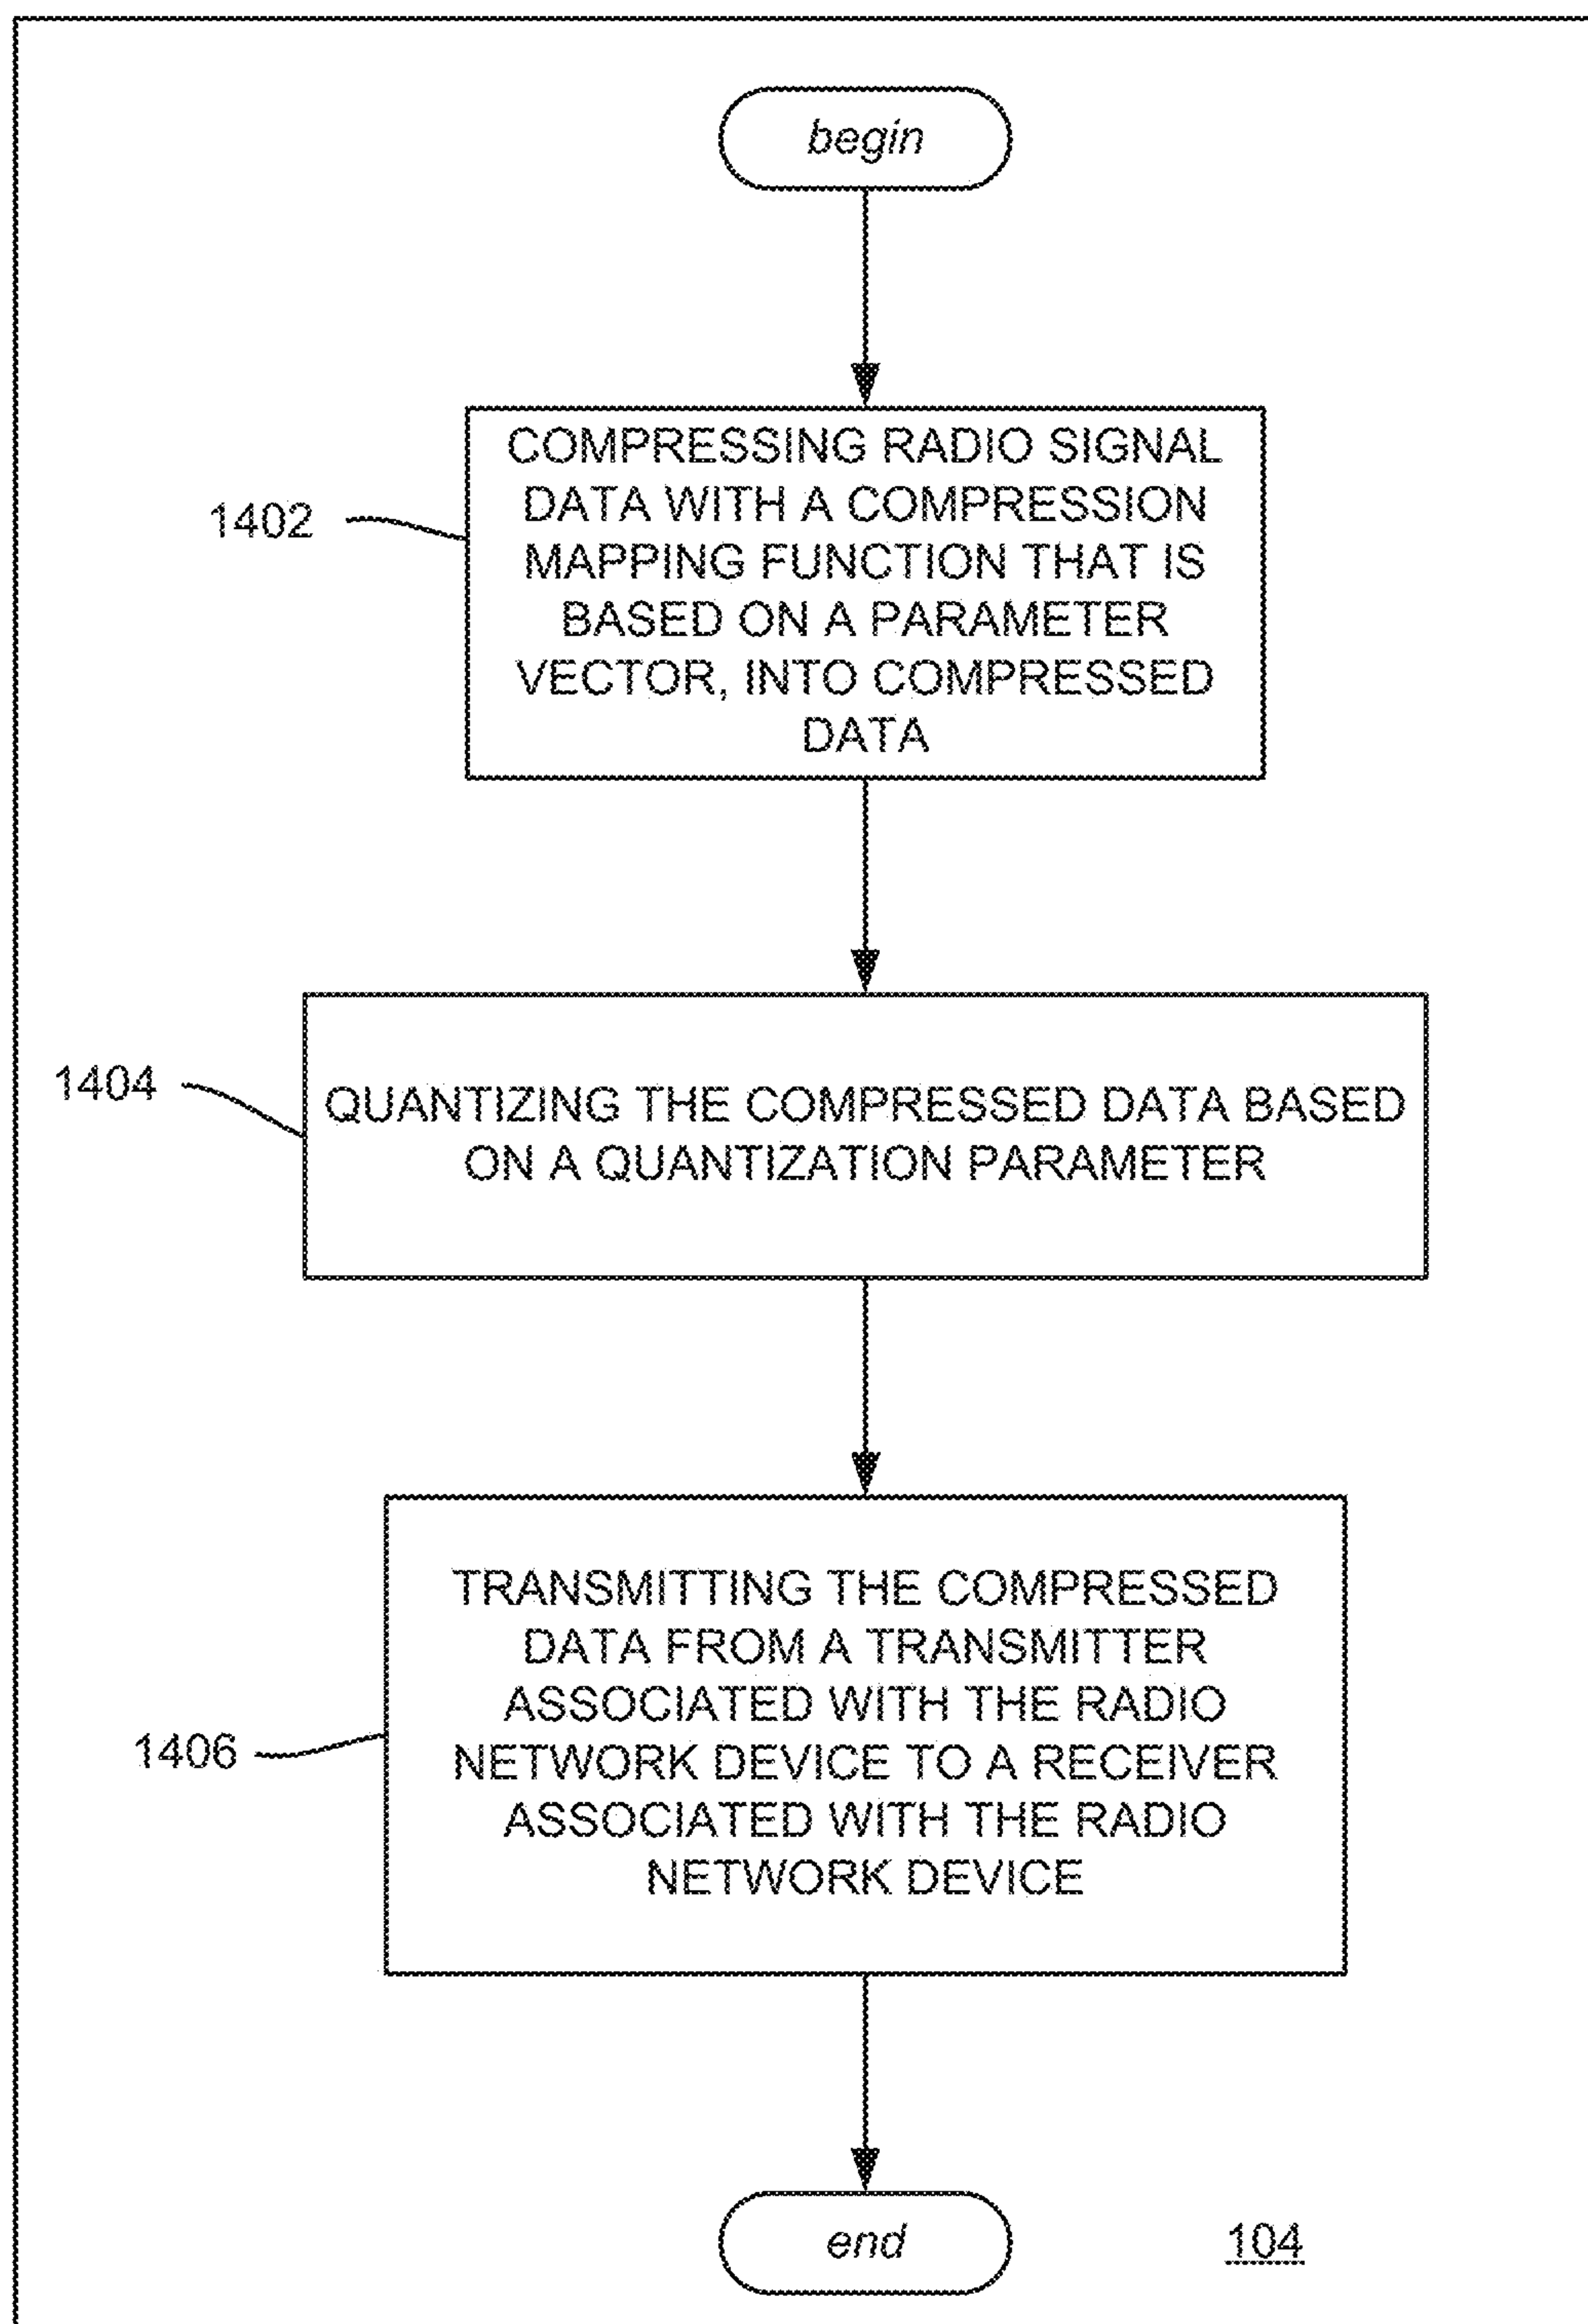 begin
COMPRESSING RADIO SIGNAL
DATA WITH A COMPRESSION
MAPPING FUNCTION THAT IS
BASED ON A PARAMETER
VECTOR, INTO COMPRESSED
DATA
1402
QUANTIZING THE COMPRESSED DATA BASED
ON A QUANTIZATION PARAMETER
1404
TRANSMITTING THE COMPRESSED
DATA FROM A TRANSMITTER
ASSOCIATED WITH THE RADIO
NETWORK DEVICE TO A RECEIVER
ASSOCIATED WITH THE RADIO
NETWORK DEVICE
1406
end
104